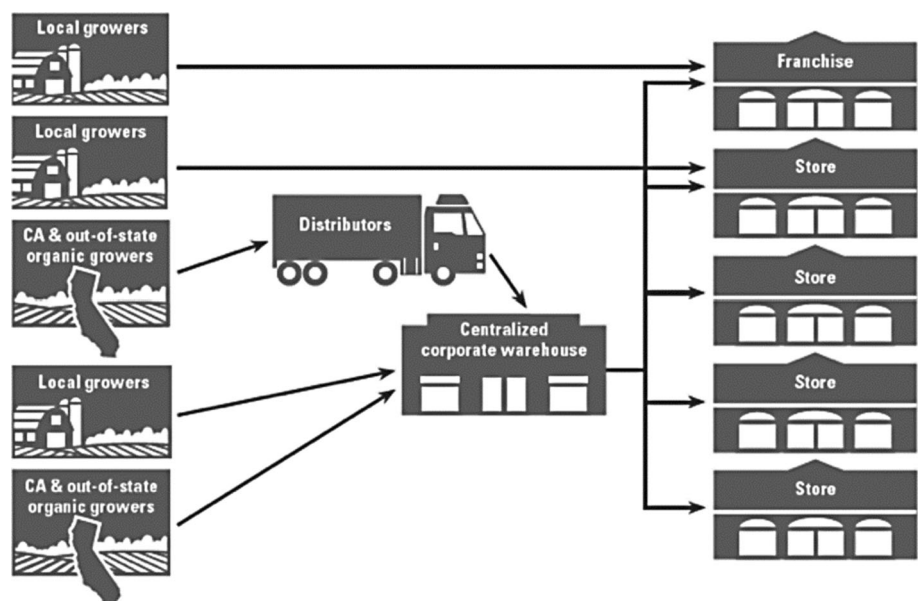 Local growers
Local growers
CA & out-of-state
organic growers
Local growers
CA & out-of-state
organic growers
Distributors
Centralized
corporate warehouse
Franchise
Store
Store
Store
Store